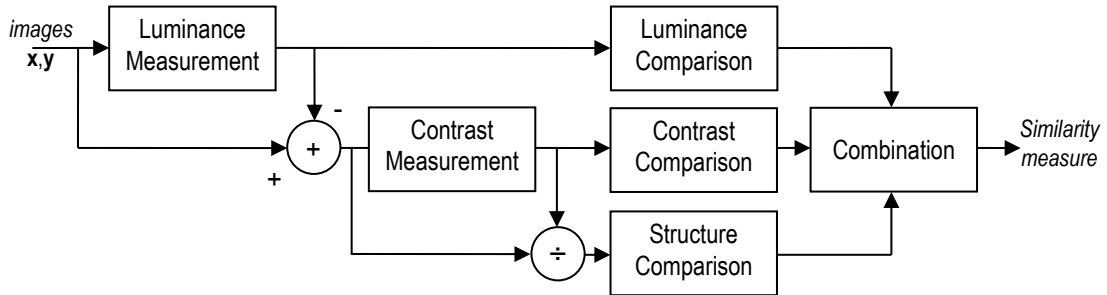 images
x,y
Luminance
Measurement
Luminance
Comparison
-
+
+
Contrast
Measurement
Contrast
Comparison
Combination
Similarity
measure
÷
Structure
Comparison